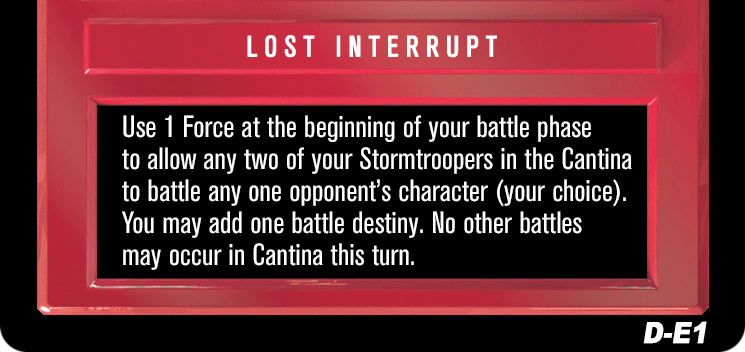 LOST INTERRUPT
Use 1 Force at the beginning of your battle phase
to allow any two of your Stormtroopers in the Cantina
to battle any one opponent's character (your choice).
You may add one battle destiny. No other battles
may occur in Cantina this turn.
D-E1